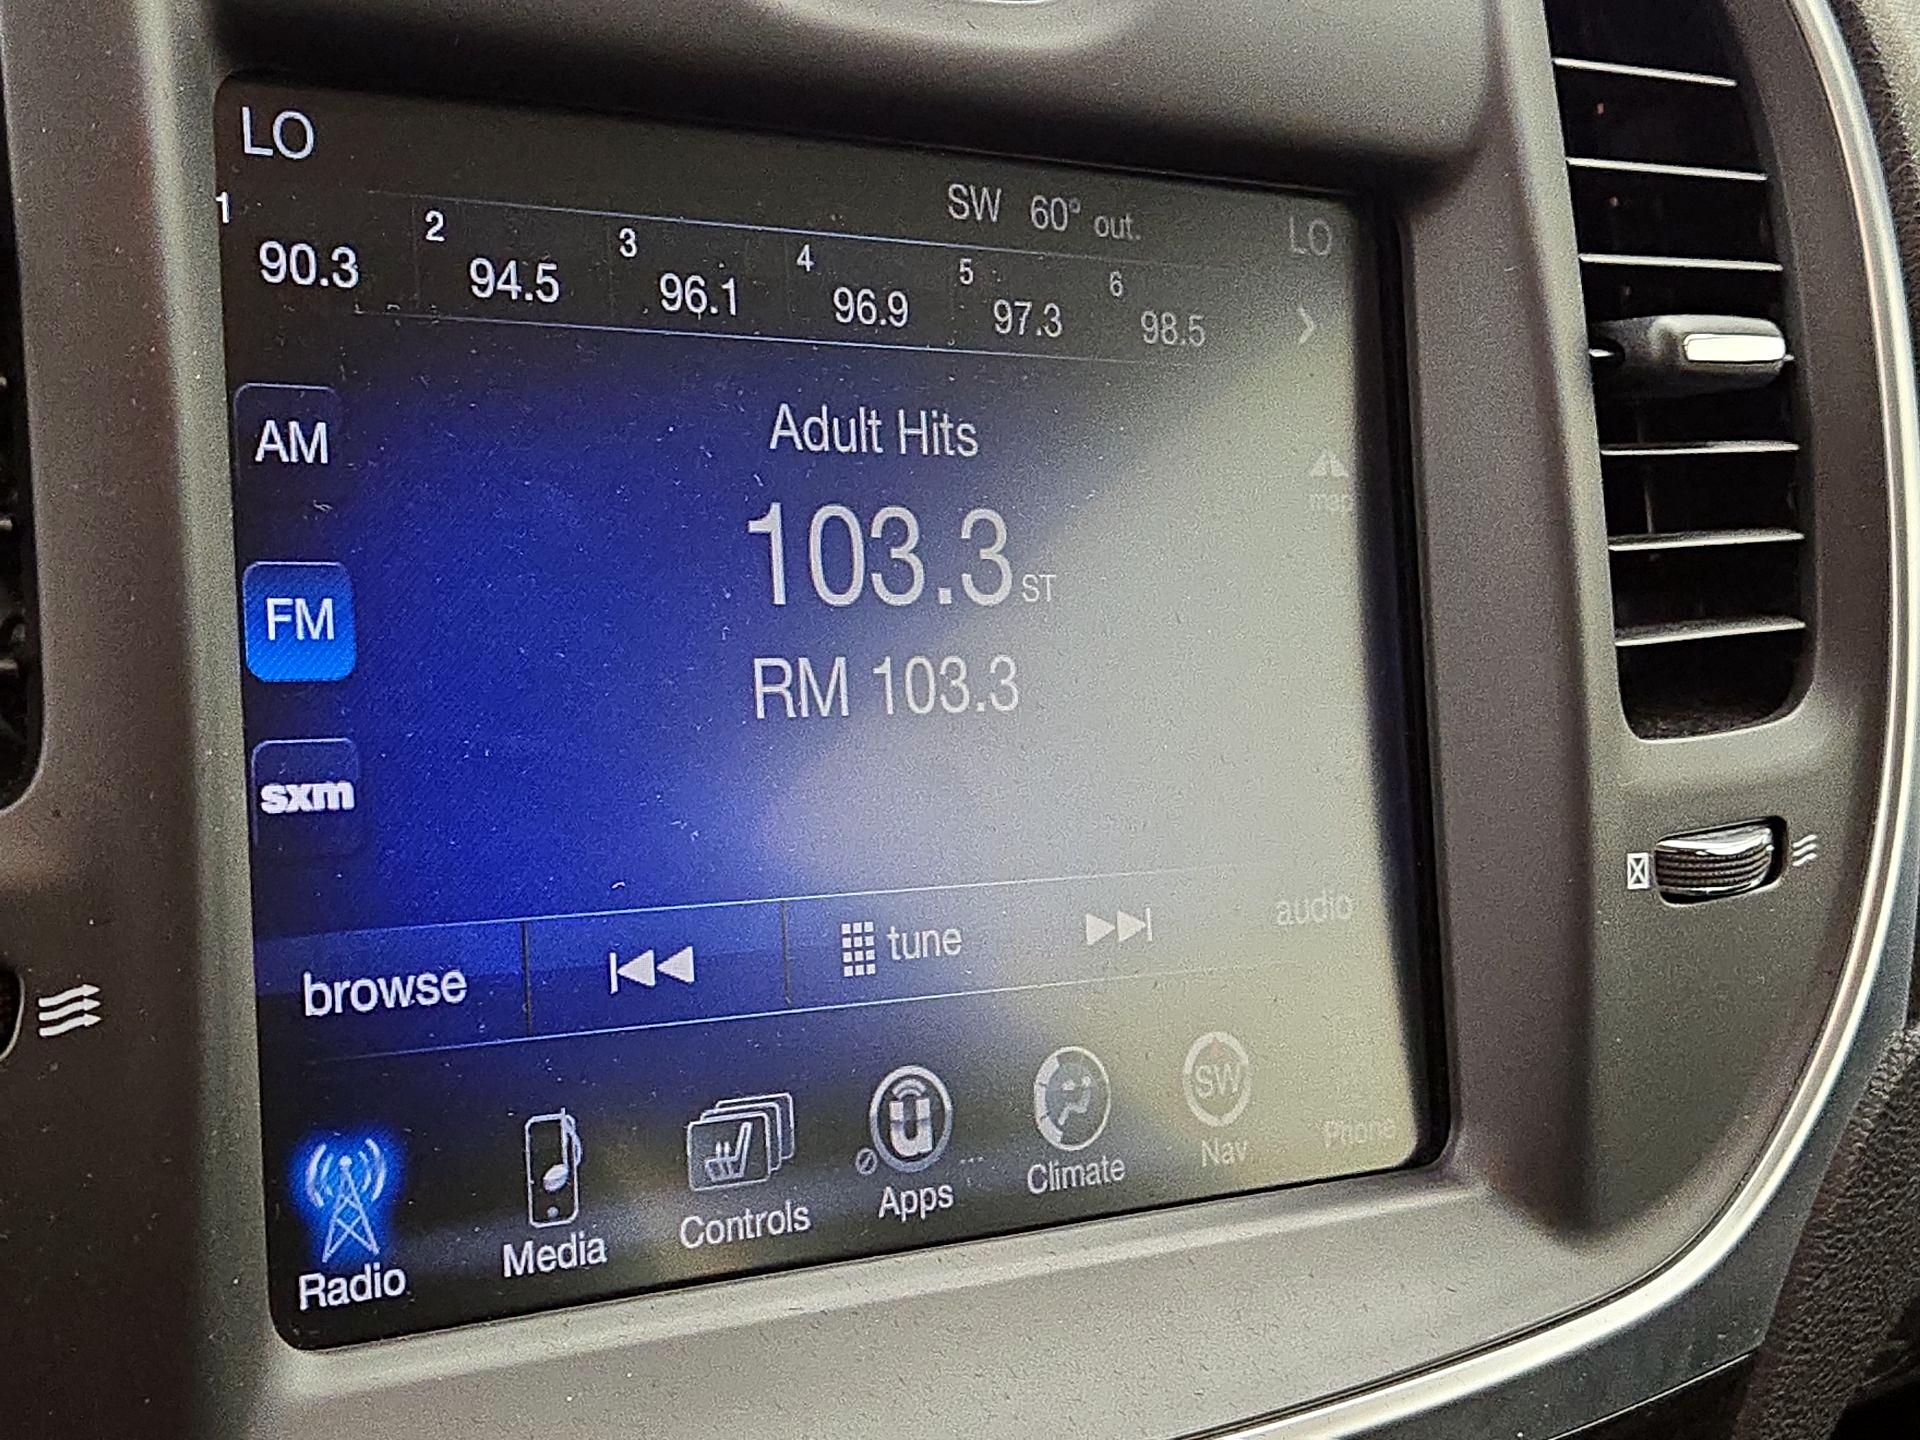 LO
SW 60° out. LO
1 90.3 2 94.5 3 96.1 4 96.9 5 97.3 6 98.5
AM
Adult Hits
map
103.3 ST
FM
RM 103.3
sxm
browse tune audio
SW
Radio Media Controls Apps Climate Nav Phone